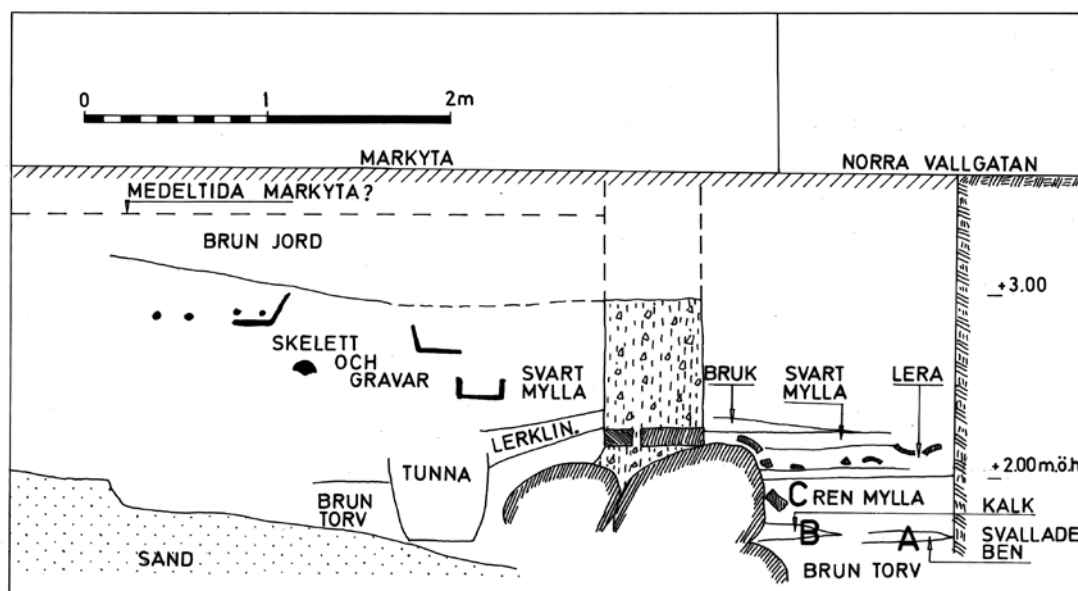 0 1 2m
MARKYTA
NORRA VALLGATAN
MEDELTIDA MARKYTA?
BRUN JORD
+3.00
SKELETT
OCH
GRAVAR
SVART
MYLLA
BRUK
SVART
MYLLA
LERA
LERKLIN.
TUNNA
+2.00 m.ö.h
BRUN
TORV
C REN MYLLA
KALK
B
A
SVALLADE
BEN
SAND
BRUN TORV